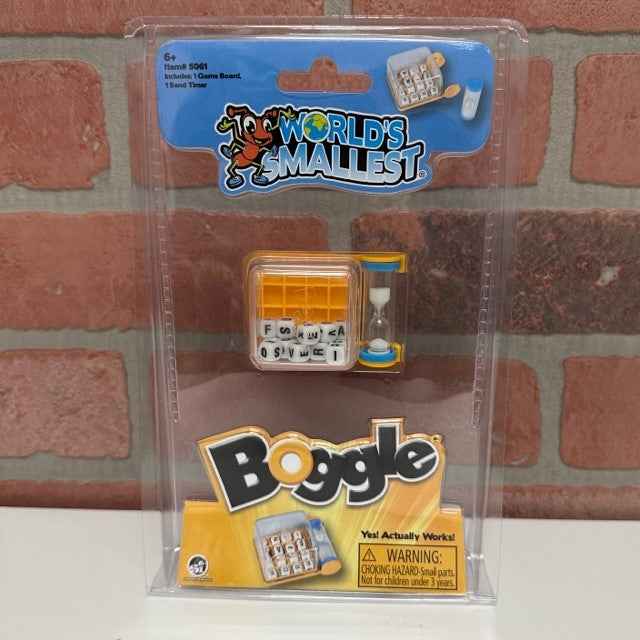 6+
Item# 5061
Includes: 1 Game Board,
1 Sand Timer
WORLD'S
SMALLEST®
F S E A
O S V E R I
Boggle
Yes! Actually Works!
⚠ WARNING:
CHOKING HAZARD-Small parts.
Not for children under 3 years.